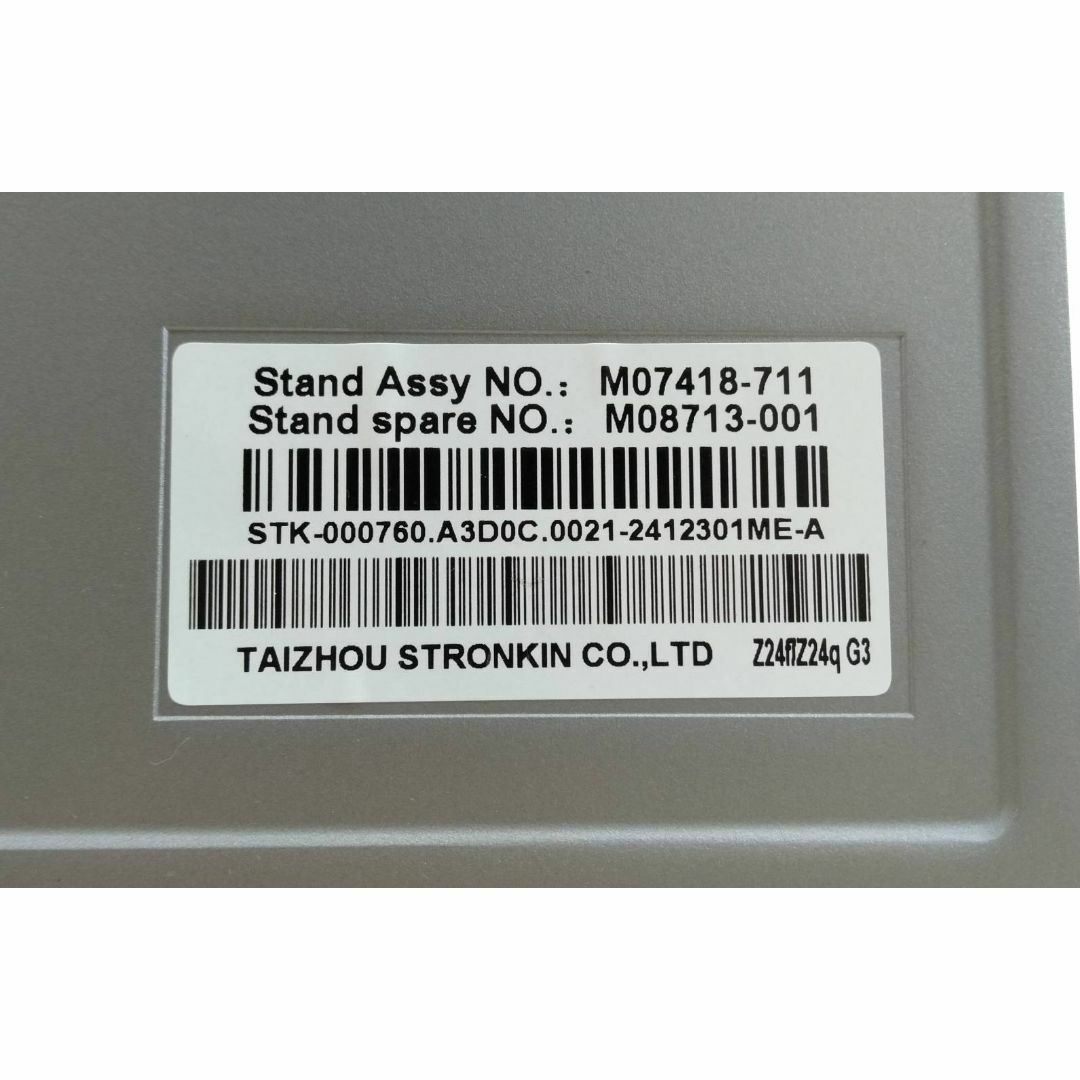 Stand Assy NO.: M07418-711
Stand spare NO.: M08713-001
STK-000760.A3D0C.0021-2412301ME-A
TAIZHOU STRONKIN CO.,LTD Z24f/Z24q G3